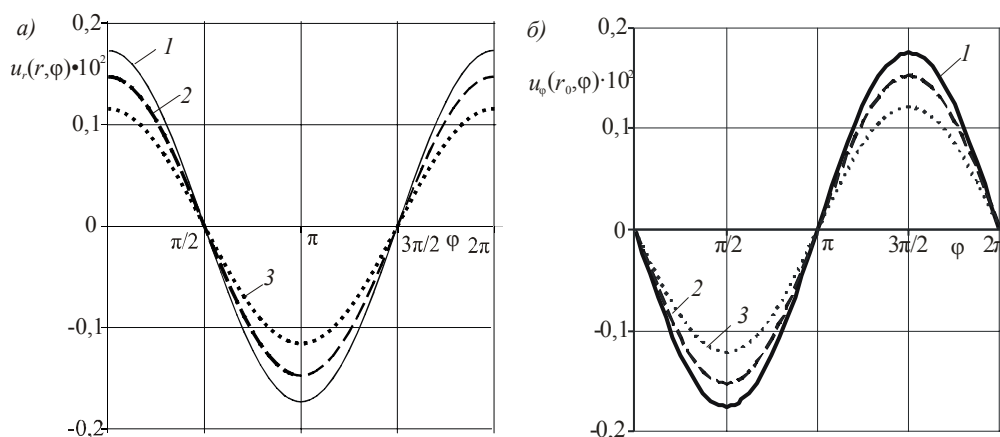 а)
0,2
1
u_r(r,φ)•10²
2
0,1
0
π/2
π
3π/2 φ 2π
3
-0,1
-0,2
б)
0,2
1
u_φ(r₀,φ)·10²
0,1
0
π/2
π
3π/2
φ
2π
2
3
-0,1
-0,2